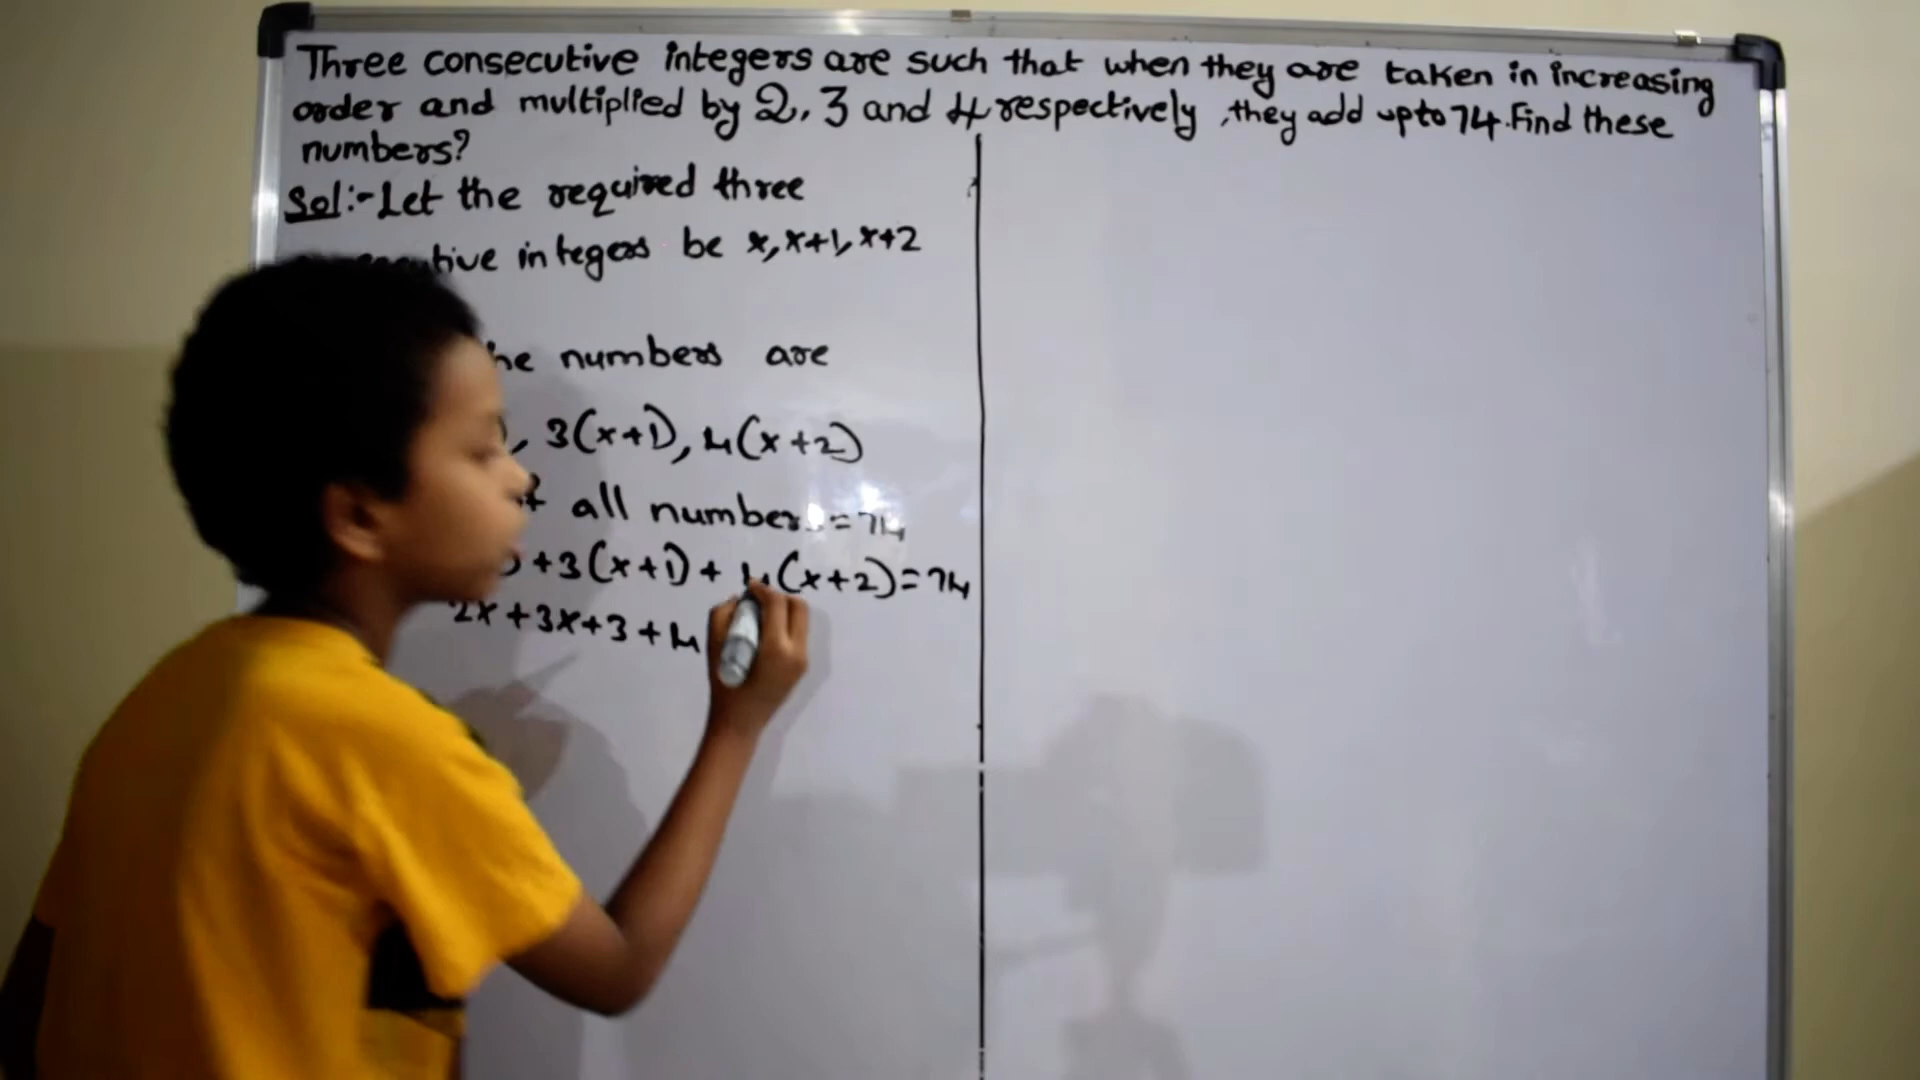 Three consecutive integers are such that when they are taken in increasing
order and multiplied by 2, 3 and 4 respectively, they add upto 74. Find these
numbers?
Sol:- Let the required three
integers be x, x+1, x+2
numbers are
, 3(x+1), 4(x+2)
all numbers = 74
+3(x+1) + 4(x+2) = 74
2x+3x+3+4